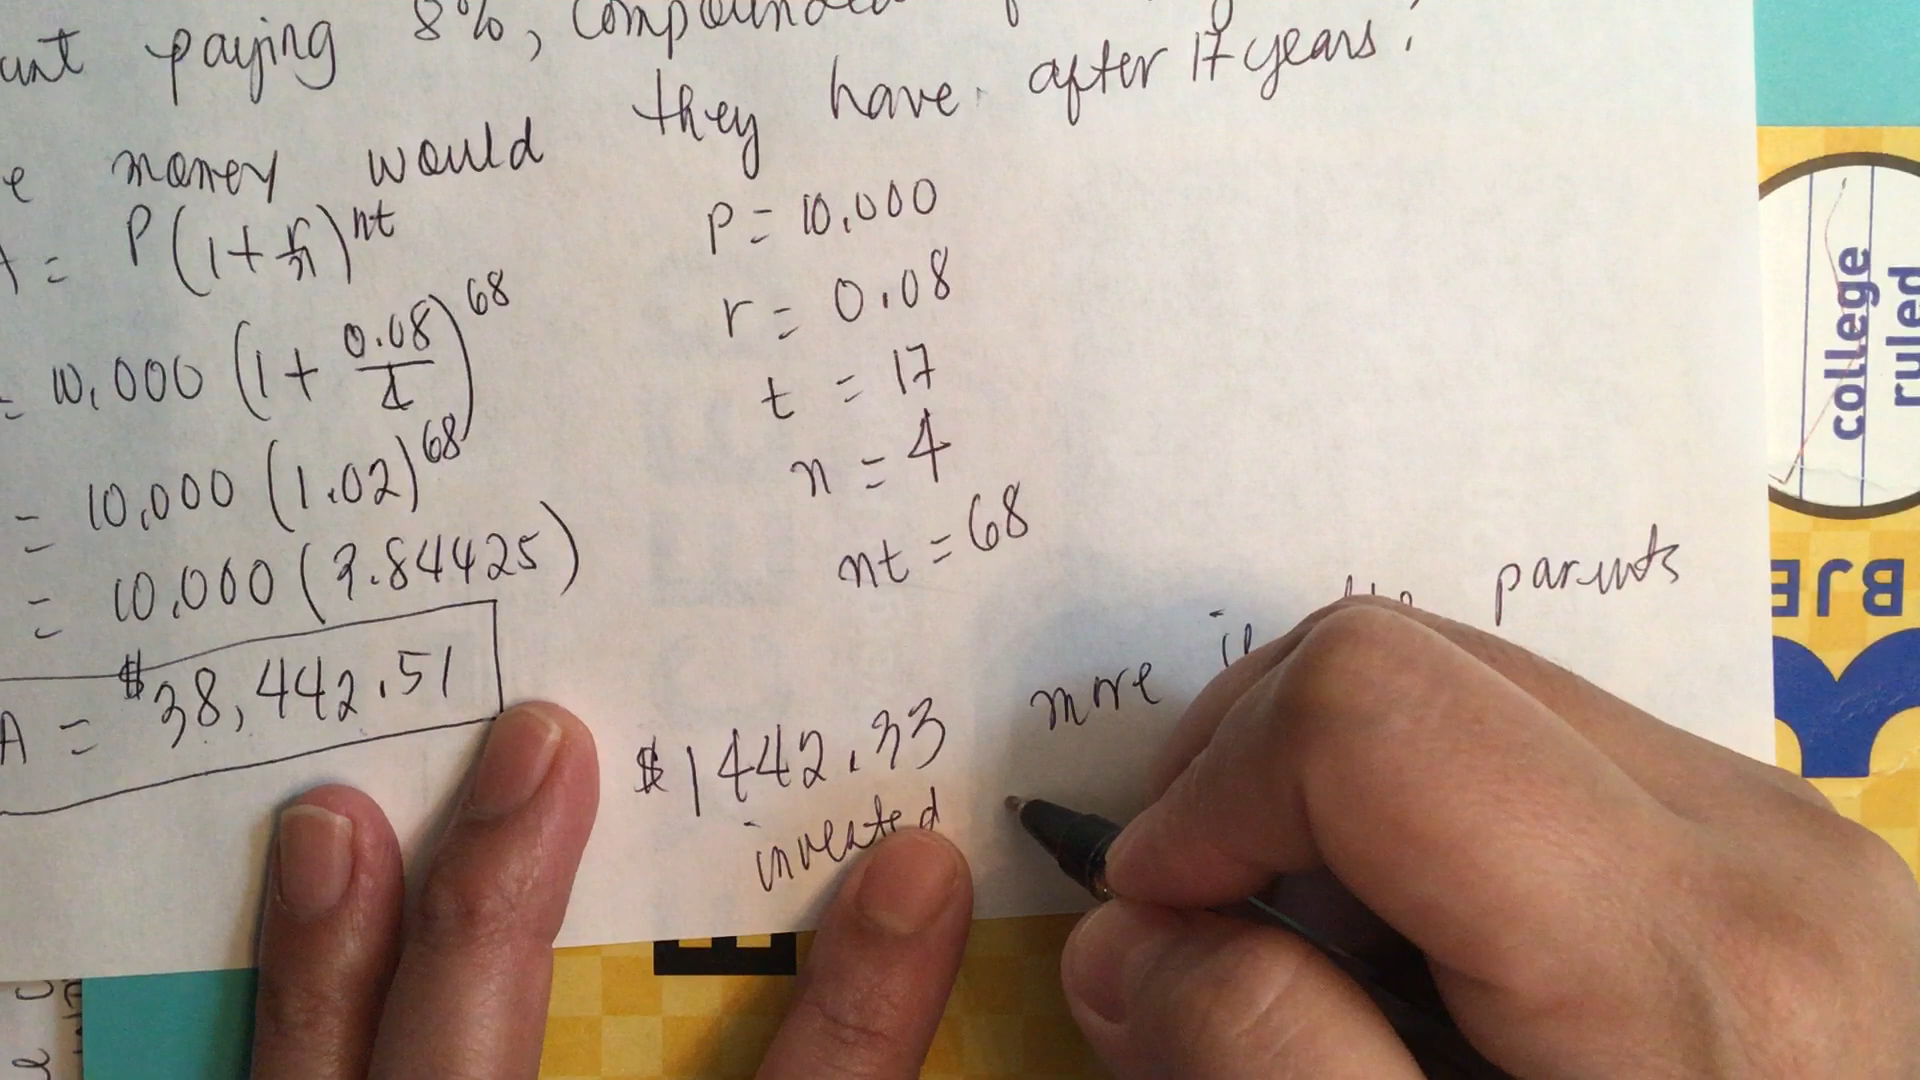 paying 8%, compounded
money would they have after 17 years?
= P(1+r/n)^nt
P = 10,000
= 10,000 (1 + 0.08/4)^68
r = 0.08
t = 17
= 10,000 (1.02)^68
n = 4
= 10,000 (3.84425)
nt = 68
A = $38,442.51
$1442.33 more parents
invested
college
ruled
BJE